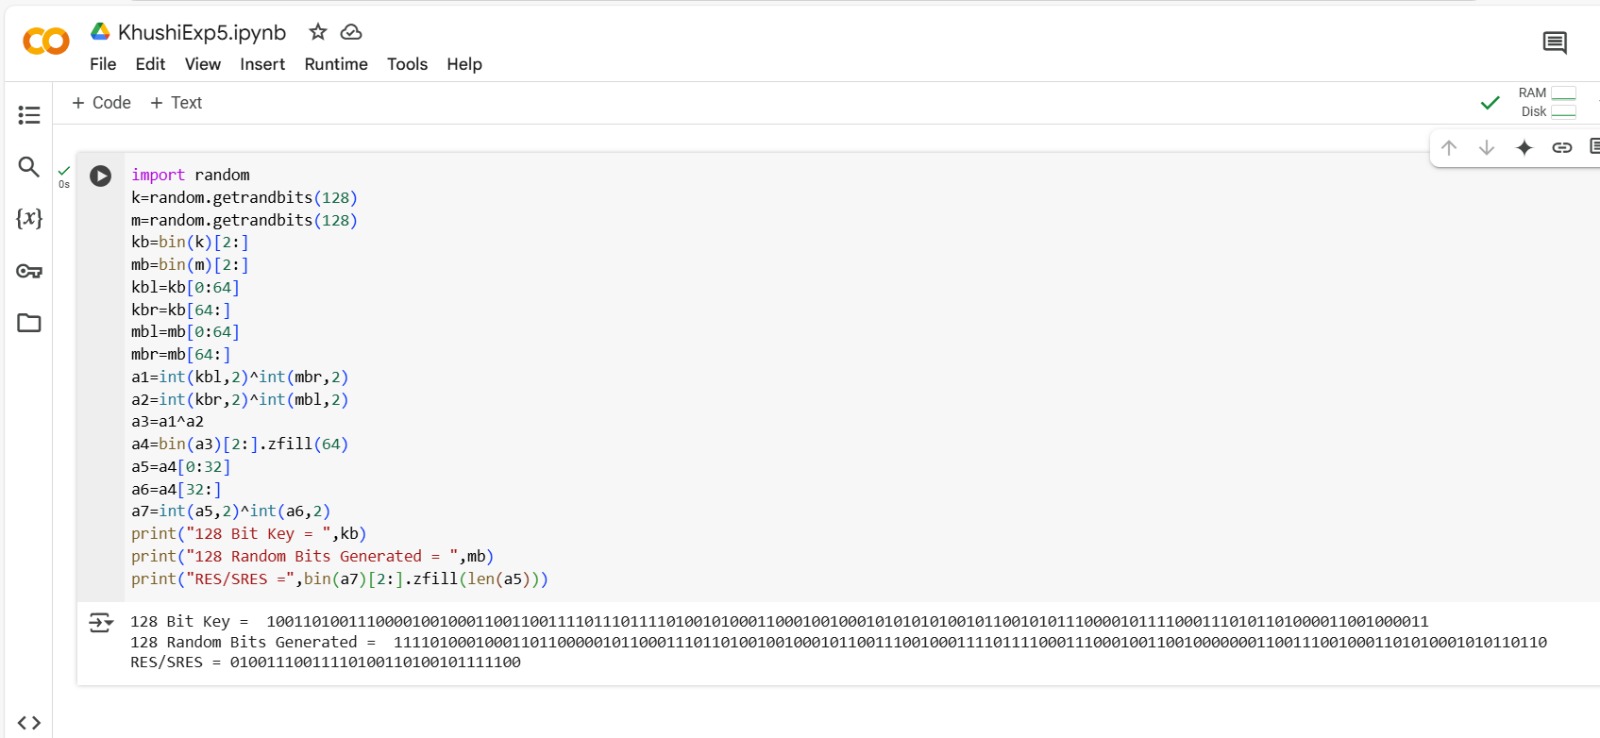 KhushiExp5.ipynb
File Edit View Insert Runtime Tools Help
+ Code + Text
RAM
Disk
{x}
0s
import random
k=random.getrandbits(128)
m=random.getrandbits(128)
kb=bin(k)[2:]
mb=bin(m)[2:]
kbl=kb[0:64]
kbr=kb[64:]
mbl=mb[0:64]
mbr=mb[64:]
a1=int(kbl,2)^int(mbr,2)
a2=int(kbr,2)^int(mbl,2)
a3=a1^a2
a4=bin(a3)[2:].zfill(64)
a5=a4[0:32]
a6=a4[32:]
a7=int(a5,2)^int(a6,2)
print("128 Bit Key = ",kb)
print("128 Random Bits Generated = ",mb)
print("RES/SRES =",bin(a7)[2:].zfill(len(a5)))
128 Bit Key =
128 Random Bits Generated =
RES/SRES = 01001110011110100110100101111100